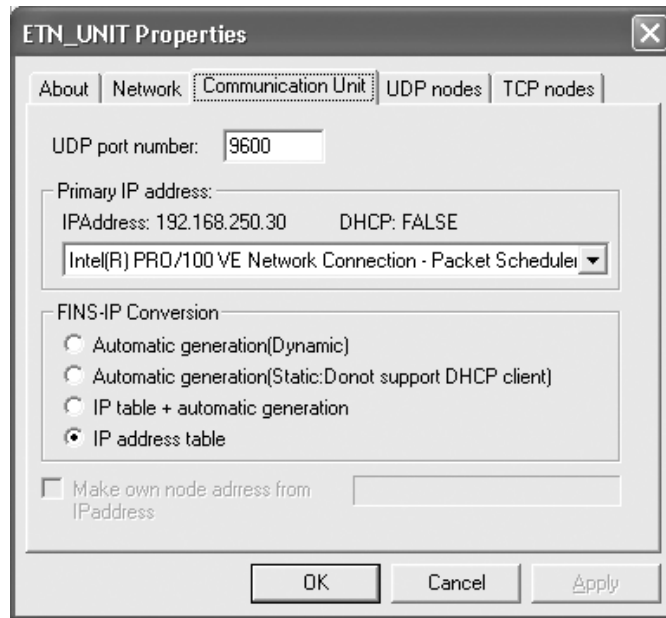 ETN_UNIT Properties
About Network Communication Unit UDP nodes TCP nodes
UDP port number: 9600
Primary IP address:
IPAddress: 192.168.250.30 DHCP: FALSE
Intel(R) PRO/100 VE Network Connection - Packet Scheduler
FINS-IP Conversion
Automatic generation(Dynamic)
Automatic generation(Static:Donot support DHCP client)
IP table + automatic generation
IP address table
Make own node adrress from
IPaddress
OK Cancel Apply